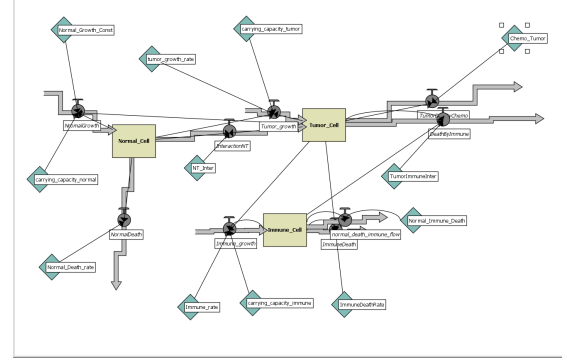 Normal_Growth_Const
carrying_capacity_tumor
Chemo_Tumor
tumor_growth_rate
NormalGrowth
Tumor_growth
Normal_Cell
Tumor_Cell
InteractionNT
DeathByImmune
NT_Inter
TumorImmuneInter
carrying_capacity_normal
NormalDeath
Immune_growth
Immune_Cell
normal_death_immune_flow
ImmuneDeath
Normal_Immune_Death
Normal_Death_rate
Immune_rate
carrying_capacity_immune
ImmuneDeathRate